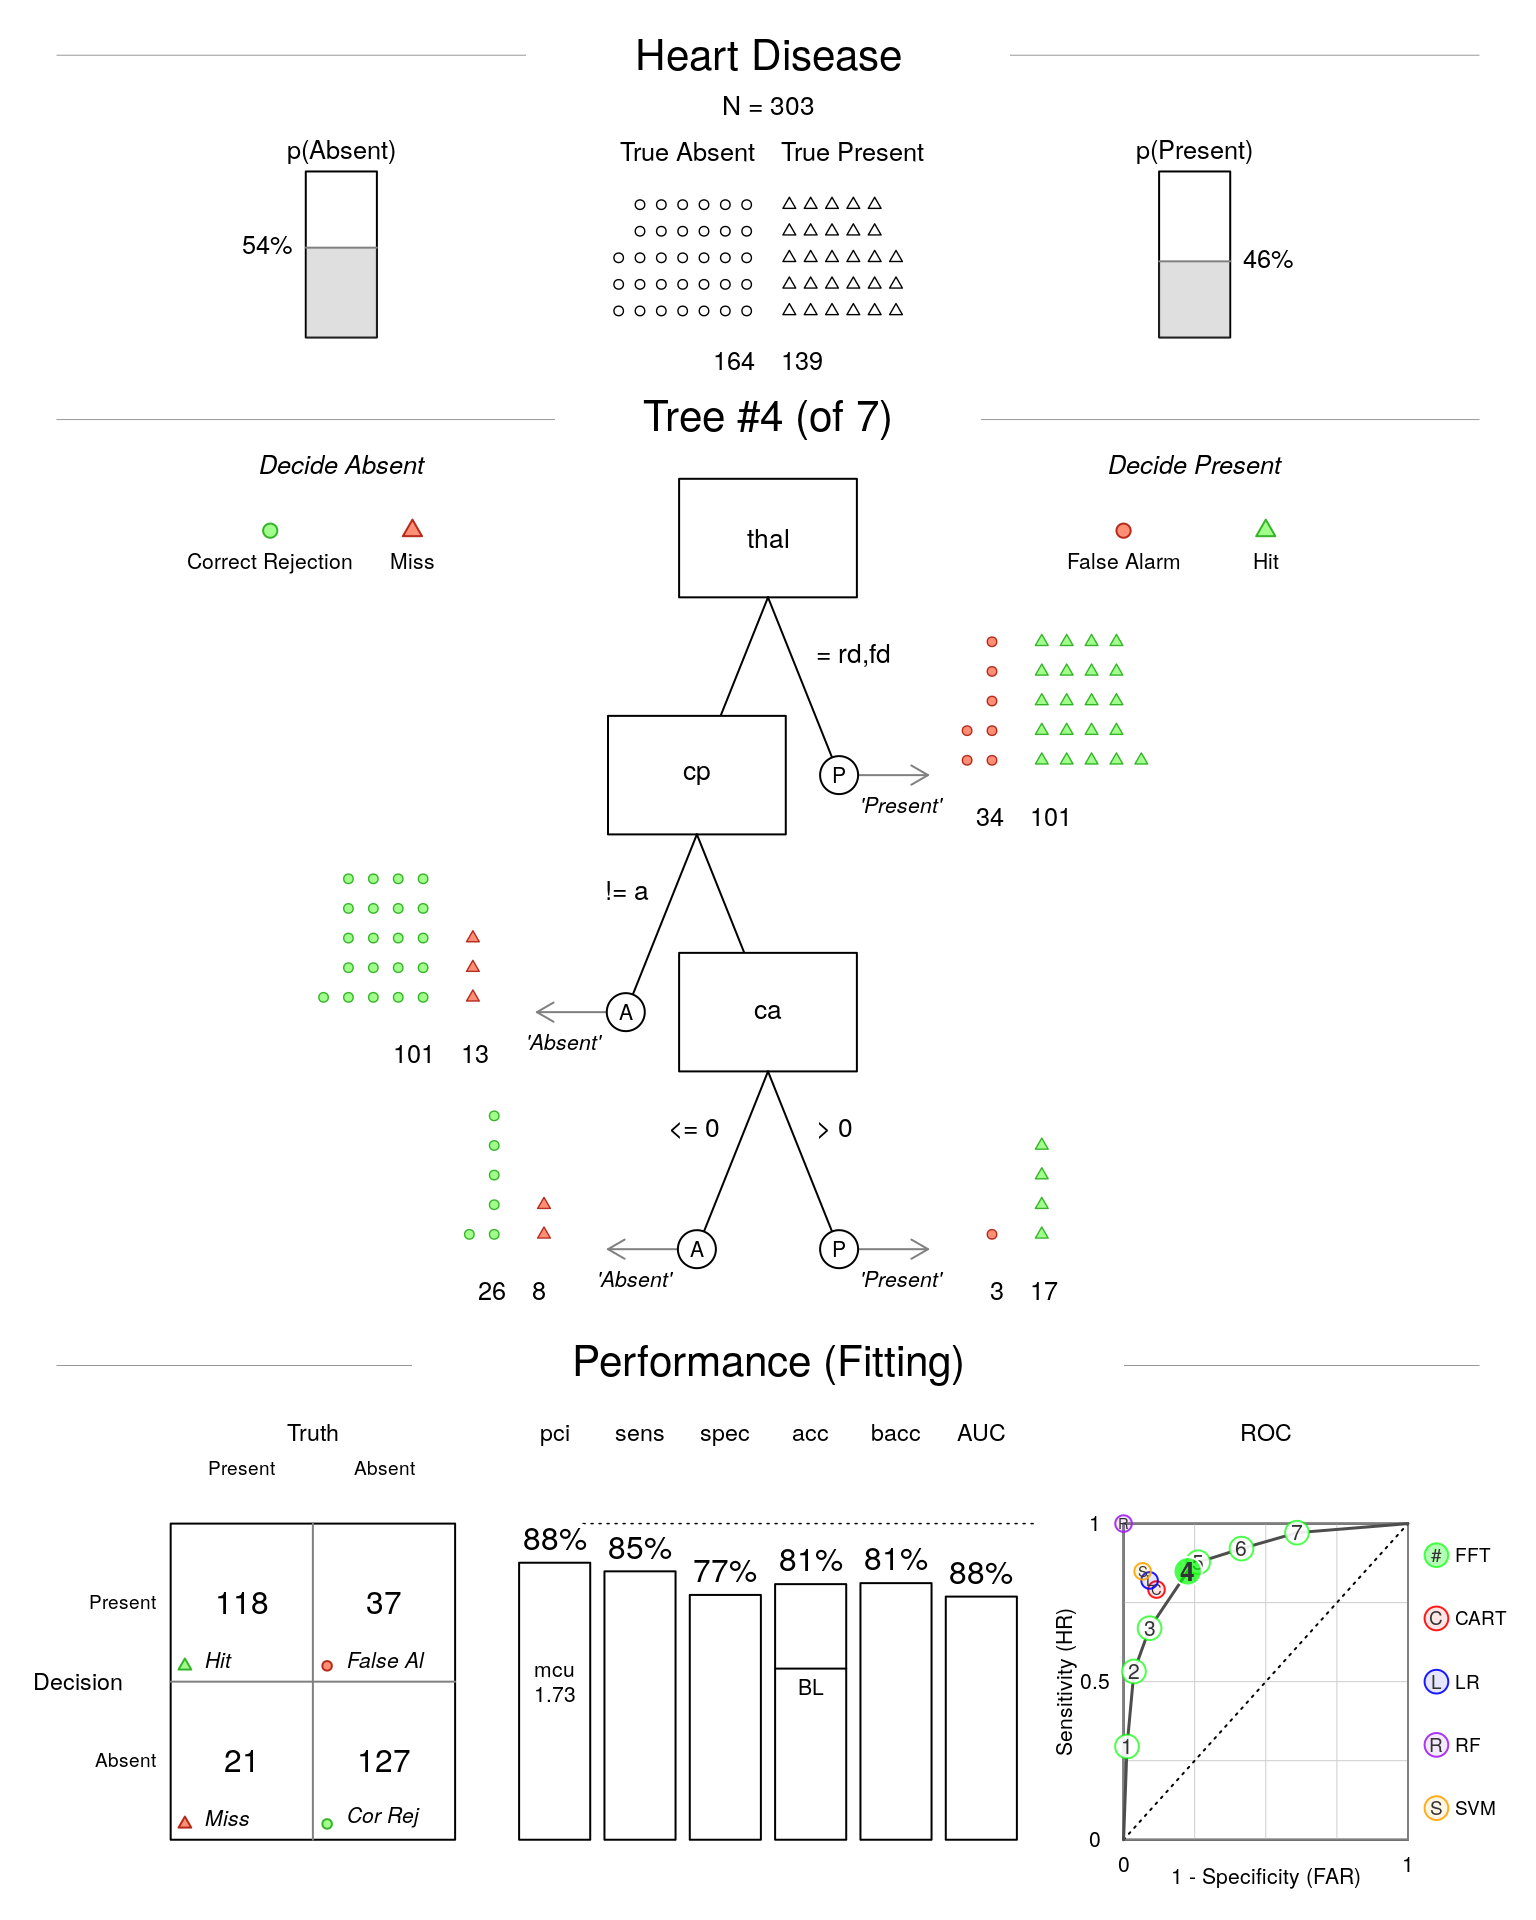 Heart Disease
N = 303
p(Absent)
True Absent True Present
p(Present)
54%
46%
164 139
Tree #4 (of 7)
Decide Absent
Decide Present
Correct Rejection Miss
thal
False Alarm Hit
= rd,fd
cp
P
'Present'
34 101
!= a
A
'Absent'
ca
101 13
<= 0 > 0
A
'Absent'
P
'Present'
26 8
3 17
Performance (Fitting)
Truth
Present Absent
Decision
Present
118
Hit
37
False Al
Absent
21
Miss
127
Cor Rej
pci sens spec acc bacc AUC
88% 85% 77% 81% 81% 88%
mcu
1.73
BL
ROC
Sensitivity (HR)
1
0.5
0
0 1
1 - Specificity (FAR)
R
S
L
C
1
2
3
4
5
6
7
# FFT
C CART
L LR
R RF
S SVM